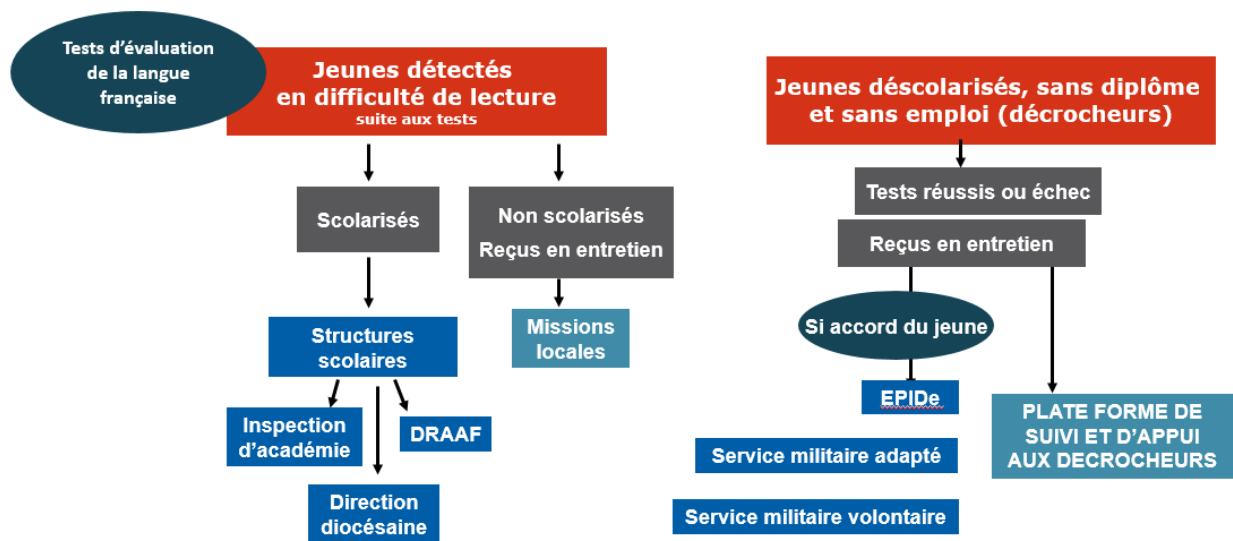 Tests d'évaluation
de la langue
française
Jeunes détectés
en difficulté de lecture
suite aux tests
Scolarisés
Non scolarisés
Reçus en entretien
Structures
scolaires
Missions
locales
Inspection
d'académie
DRAAF
Direction
diocésaine
Jeunes déscolarisés, sans diplôme
et sans emploi (décrocheurs)
Tests réussis ou échec
Reçus en entretien
Si accord du jeune
EPIDe
Service militaire adapté
Service militaire volontaire
PLATE FORME DE
SUIVI ET D'APPUI
AUX DECROCHEURS